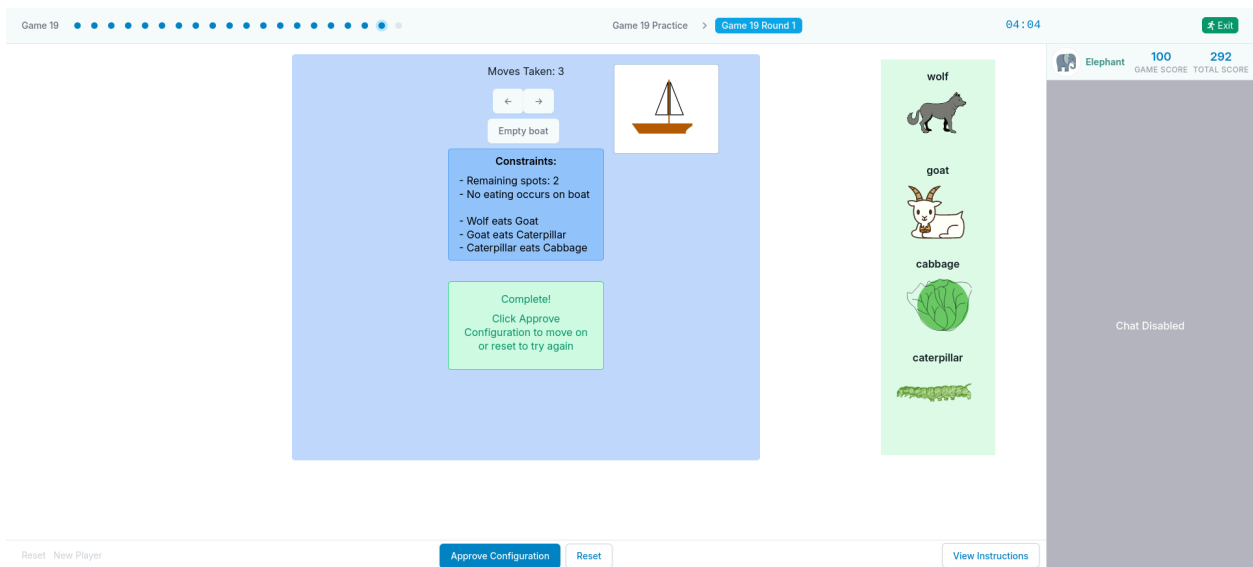 Game 19
Game 19 Practice > Game 19 Round 1
04:04
Exit
Elephant
100
GAME SCORE
292
TOTAL SCORE
Moves Taken: 3
← →
Empty boat
Constraints:
- Remaining spots: 2
- No eating occurs on boat
- Wolf eats Goat
- Goat eats Caterpillar
- Caterpillar eats Cabbage
Complete!
Click Approve
Configuration to move on
or reset to try again
wolf
goat
cabbage
caterpillar
Chat Disabled
Reset New Player
Approve Configuration
Reset
View Instructions